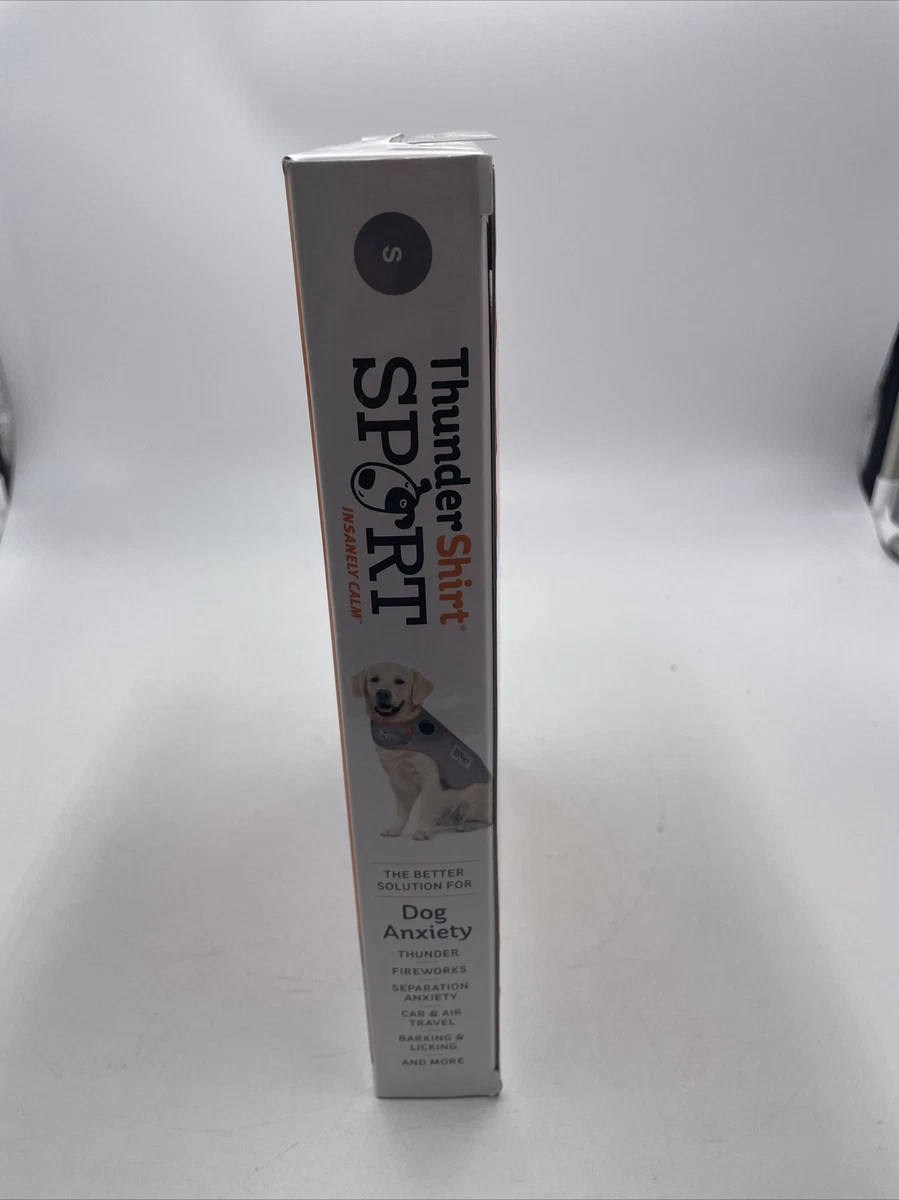 S
ThunderShirt®
SPORT
INSANELY CALM™
THE BETTER
SOLUTION FOR
Dog
Anxiety
THUNDER
FIREWORKS
SEPARATION
ANXIETY
CAR & AIR
TRAVEL
BARKING &
LICKING
AND MORE